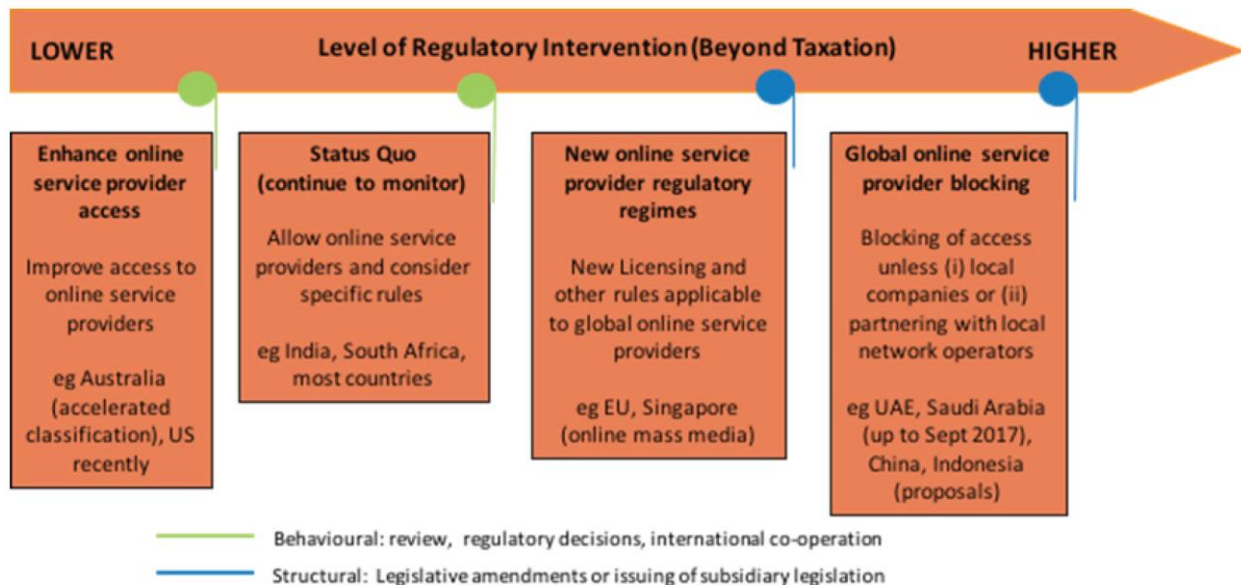 LOWER
Level of Regulatory Intervention (Beyond Taxation)
HIGHER
Enhance online
service provider
access
Improve access to
online service
providers
eg Australia
(accelerated
classification), US
recently
Status Quo
(continue to monitor)
Allow online service
providers and consider
specific rules
eg India, South Africa,
most countries
New online service
provider regulatory
regimes
New Licensing and
other rules applicable
to global online service
providers
eg EU, Singapore
(online mass media)
Global online service
provider blocking
Blocking of access
unless (i) local
companies or (ii)
partnering with local
network operators
eg UAE, Saudi Arabia
(up to Sept 2017),
China, Indonesia
(proposals)
Behavioural: review, regulatory decisions, international co-operation
Structural: Legislative amendments or issuing of subsidiary legislation